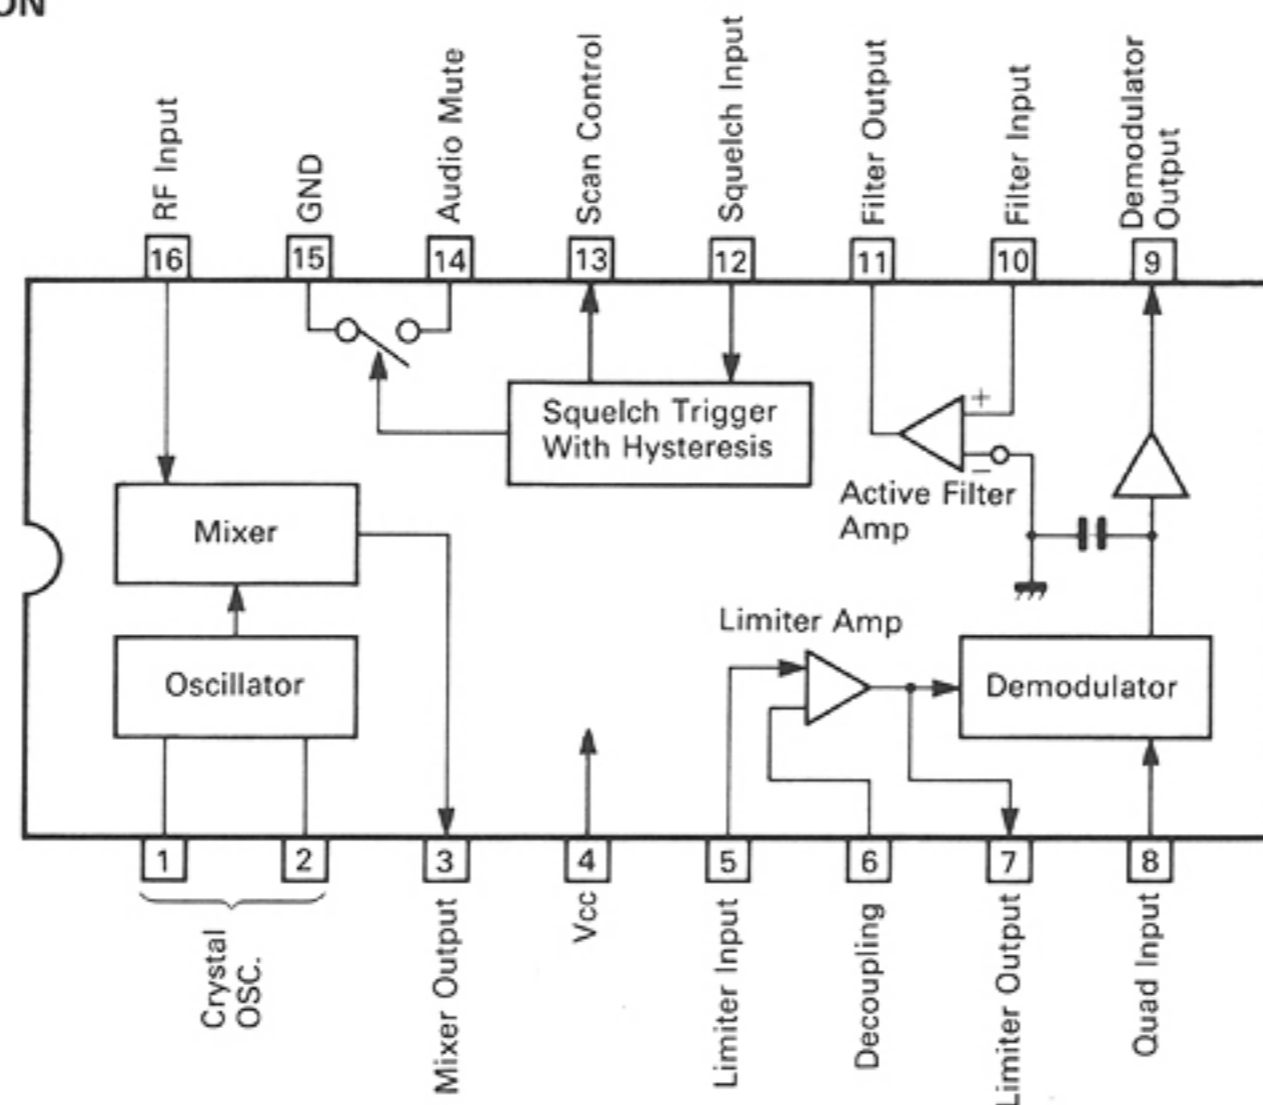 ON
RF Input
GND
Audio Mute
Scan Control
Squelch Input
Filter Output
Filter Input
Demodulator
Output
16
15
14
13
12
11
10
9
Squelch Trigger
With Hysteresis
+
−
Active Filter
Amp
Mixer
Limiter Amp
Oscillator
Demodulator
1
2
3
4
5
6
7
8
Crystal
OSC.
Mixer Output
Vcc
Limiter Input
Decoupling
Limiter Output
Quad Input